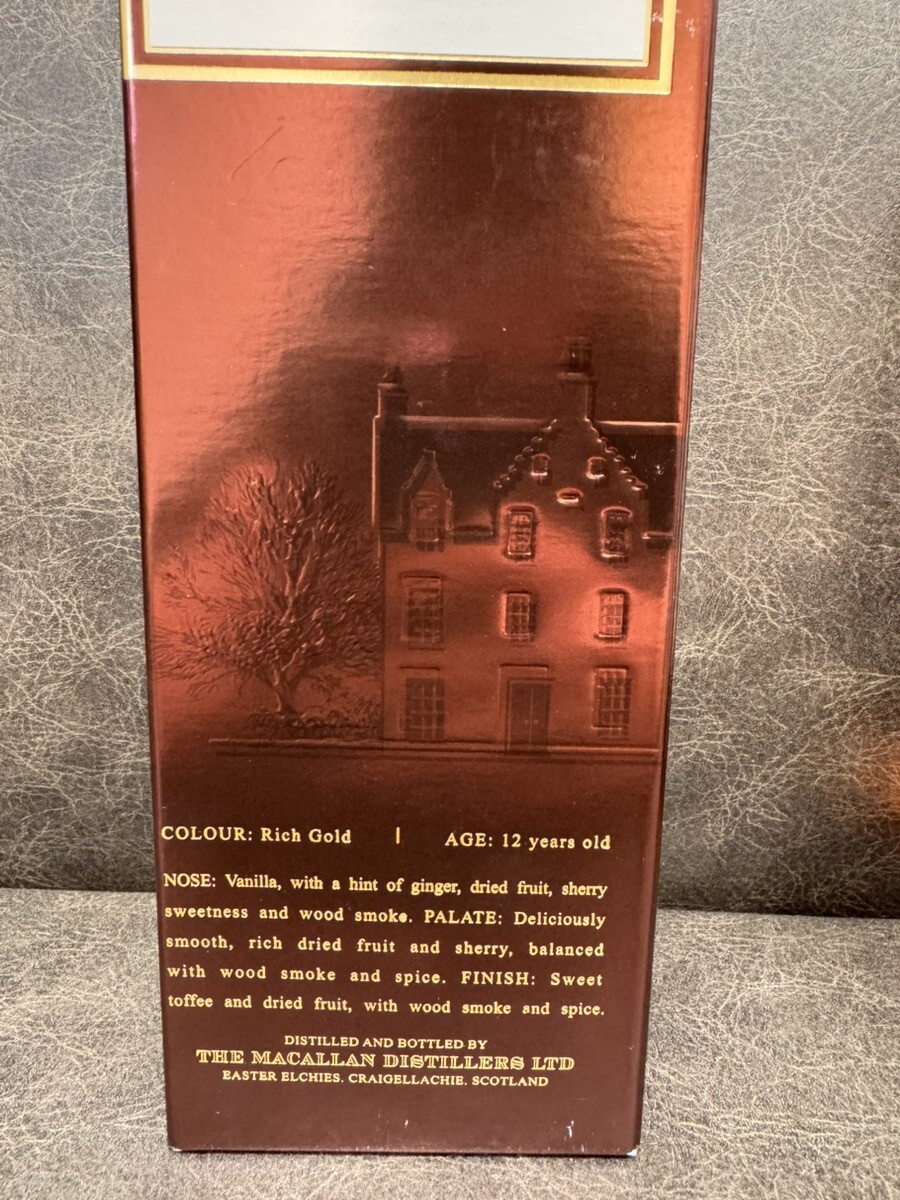 COLOUR: Rich Gold | AGE: 12 years old
NOSE: Vanilla, with a hint of ginger, dried fruit, sherry
sweetness and wood smoke. PALATE: Deliciously
smooth, rich dried fruit and sherry, balanced
with wood smoke and spice. FINISH: Sweet
toffee and dried fruit, with wood smoke and spice.
DISTILLED AND BOTTLED BY
THE MACALLAN DISTILLERS LTD
EASTER ELCHIES, CRAIGELLACHIE, SCOTLAND